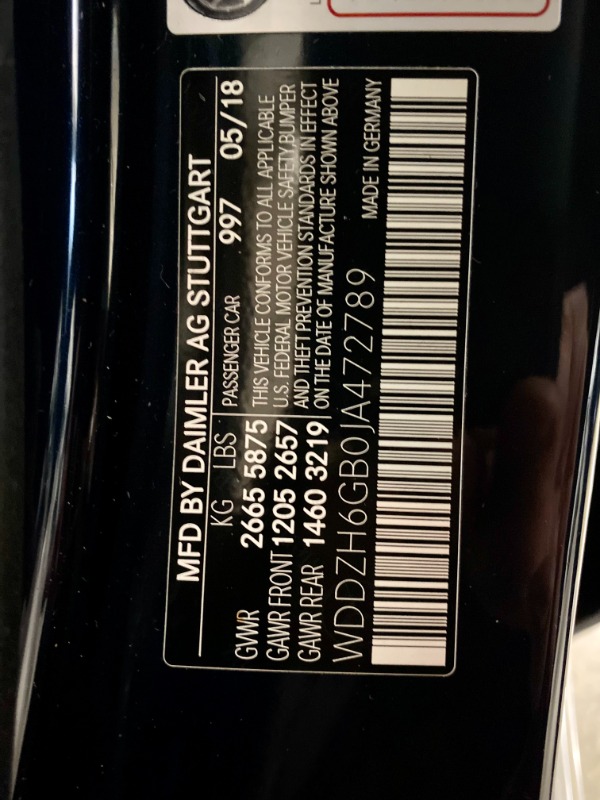 MFD BY DAIMLER AG STUTTGART
KG LBS PASSENGER CAR 997 05/18
GVWR 2665 5875 THIS VEHICLE CONFORMS TO ALL APPLICABLE
GAWR FRONT 1205 2657 U.S. FEDERAL MOTOR VEHICLE SAFETY,BUMPER
GAWR REAR 1460 3219 AND THEFT PREVENTION STANDARDS IN EFFECT
ON THE DATE OF MANUFACTURE SHOWN ABOVE
WDDZH6GB0JA472789 MADE IN GERMANY